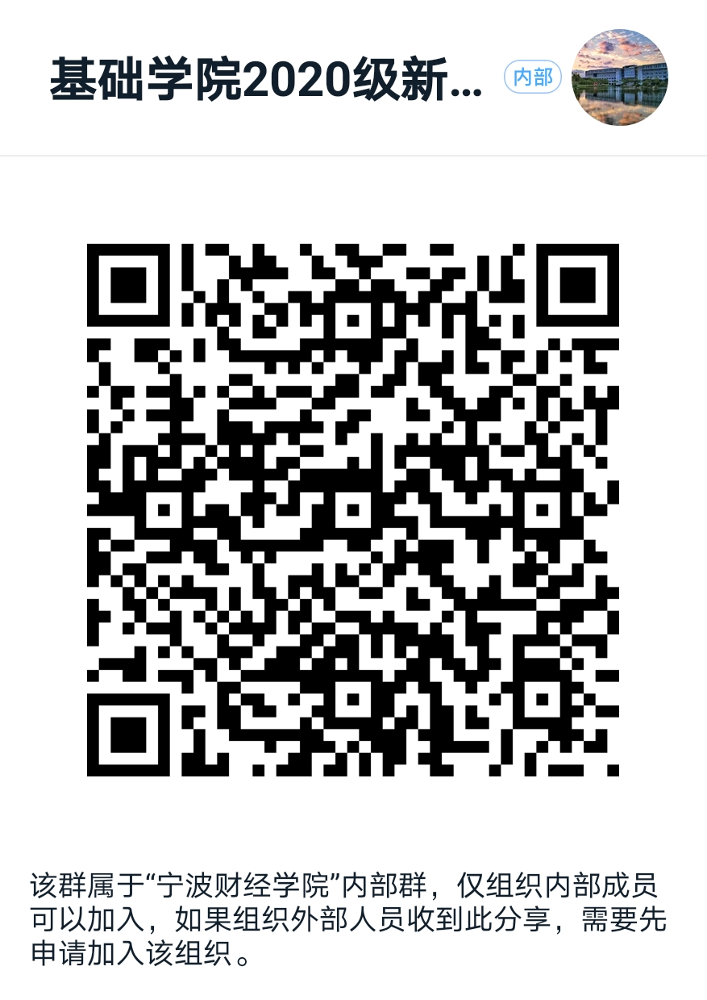 基础学院2020级新...
内部
该群属于“宁波财经学院”内部群，仅组织内部成员
可以加入，如果组织外部人员收到此分享，需要先
申请加入该组织。